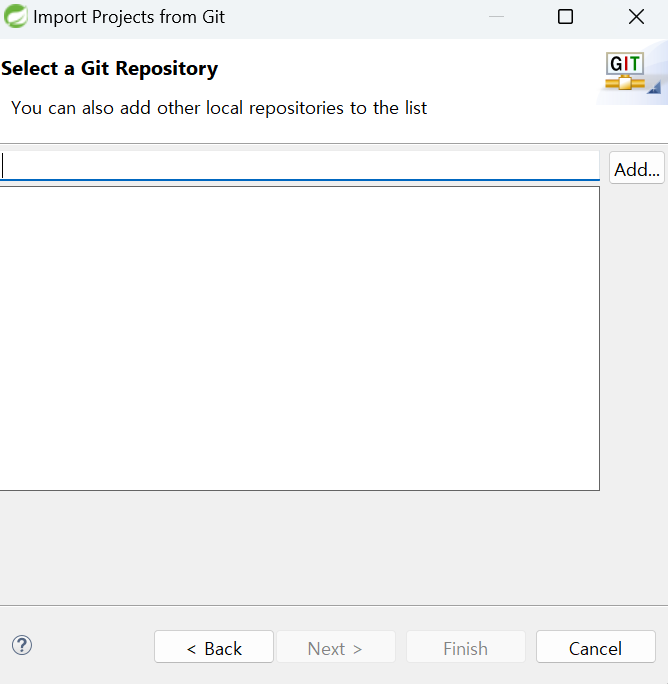 Import Projects from Git
Select a Git Repository
You can also add other local repositories to the list
GIT
Add...
?
< Back
Next >
Finish
Cancel